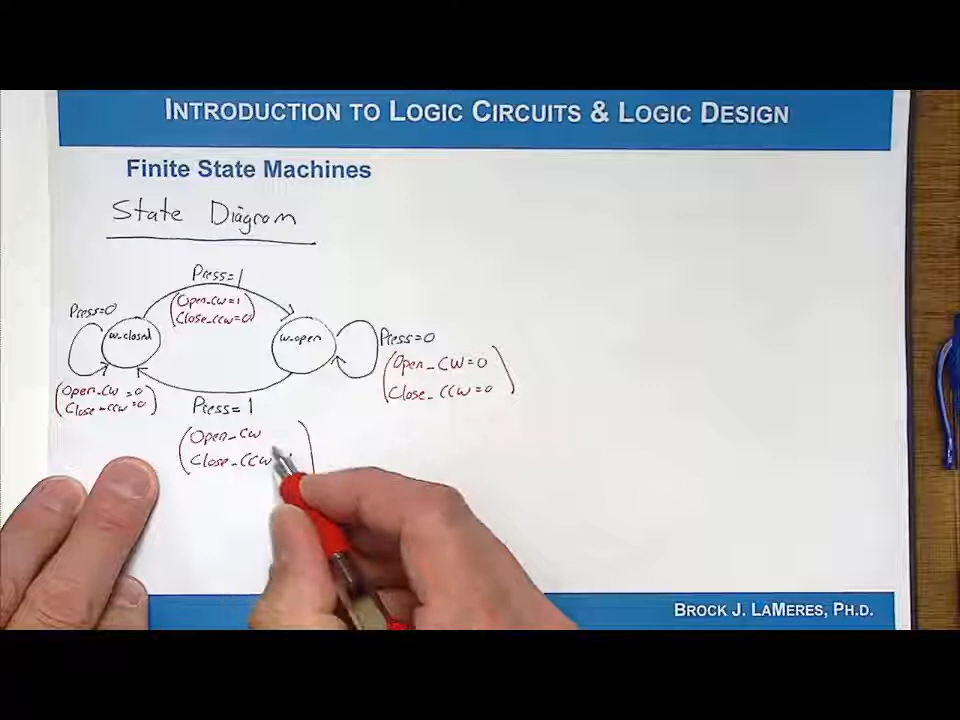 INTRODUCTION TO LOGIC CIRCUITS & LOGIC DESIGN
Finite State Machines
State Diagram
Press=1
(Open_CW=1
Close_CCW=0)
Press=0
w_closed
w_open
Press=0
(Open_CW=0
Close_CCW=0)
(Open_CW=0
Close_CCW=0)
Press=1
(Open_CW
Close_CCW
BROCK J. LAMERES, PH.D.